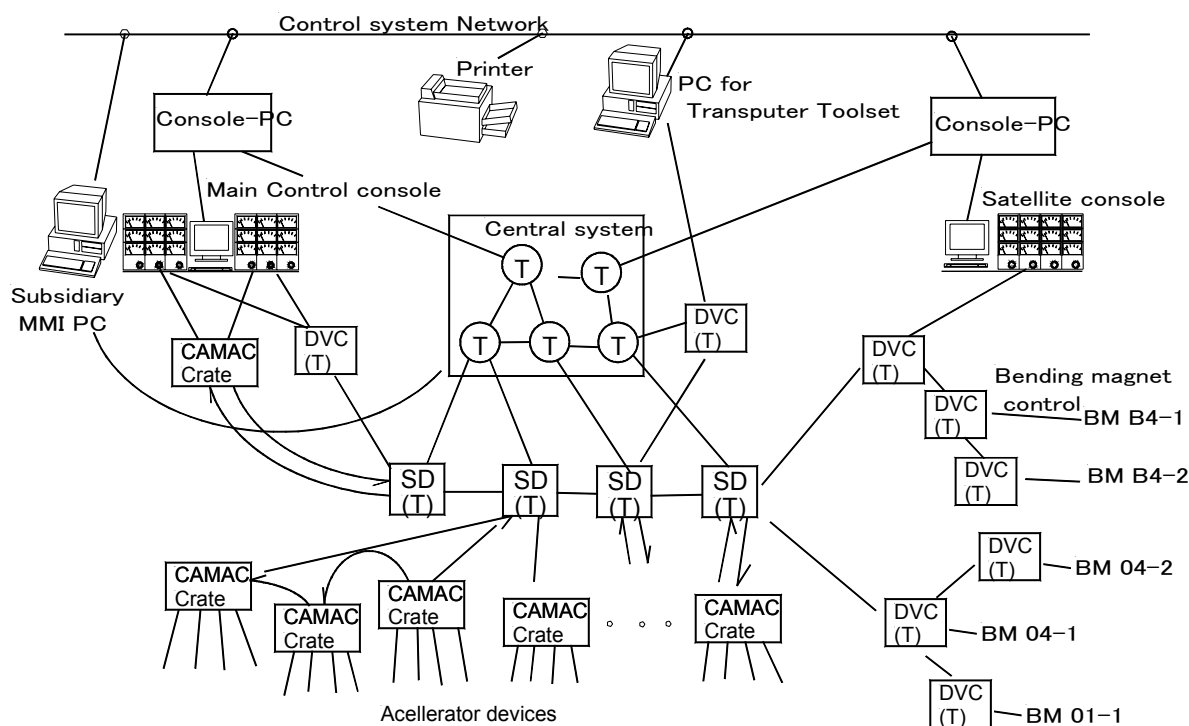 Control system Network
Printer
PC for
Transputer Toolset
Console-PC
Console-PC
Main Control console
Satellite console
Central system
T
T
T
T
T
Subsidiary
MMI PC
CAMAC
Crate
DVC
(T)
DVC
(T)
DVC
(T)
Bending magnet
control
DVC
(T)
BM B4-1
DVC
(T)
BM B4-2
SD
(T)
SD
(T)
SD
(T)
SD
(T)
DVC
(T)
BM 04-2
CAMAC
Crate
CAMAC
Crate
CAMAC
Crate
CAMAC
Crate
CAMAC
Crate
DVC
(T)
BM 04-1
DVC
(T)
BM 01-1
Acellerator devices